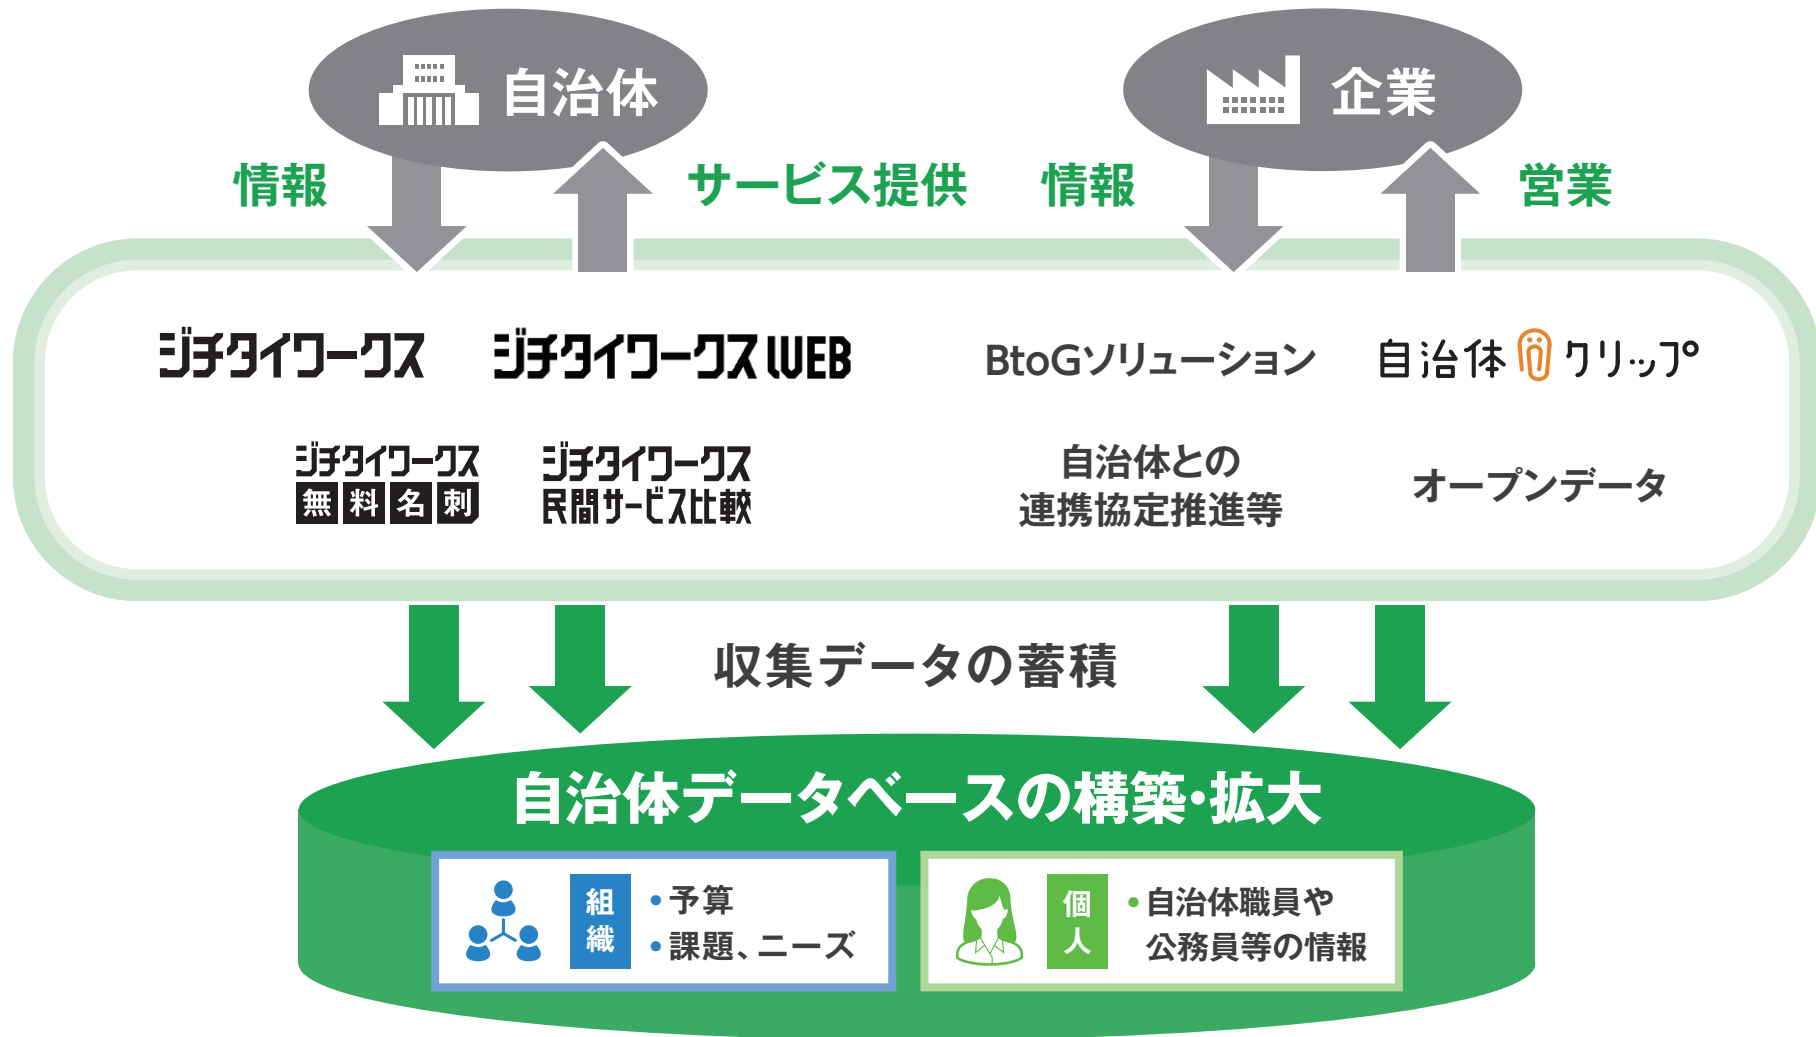 自治体
企業
情報
サービス提供
情報
営業
ジチタイワークス
ジチタイワークス WEB
BtoGソリューション
自治体クリップ
ジチタイワークス
無料名刺
ジチタイワークス
民間サービス比較
自治体との
連携協定推進等
オープンデータ
収集データの蓄積
自治体データベースの構築・拡大
組織
・予算
・課題、ニーズ
個人
・自治体職員や
公務員等の情報